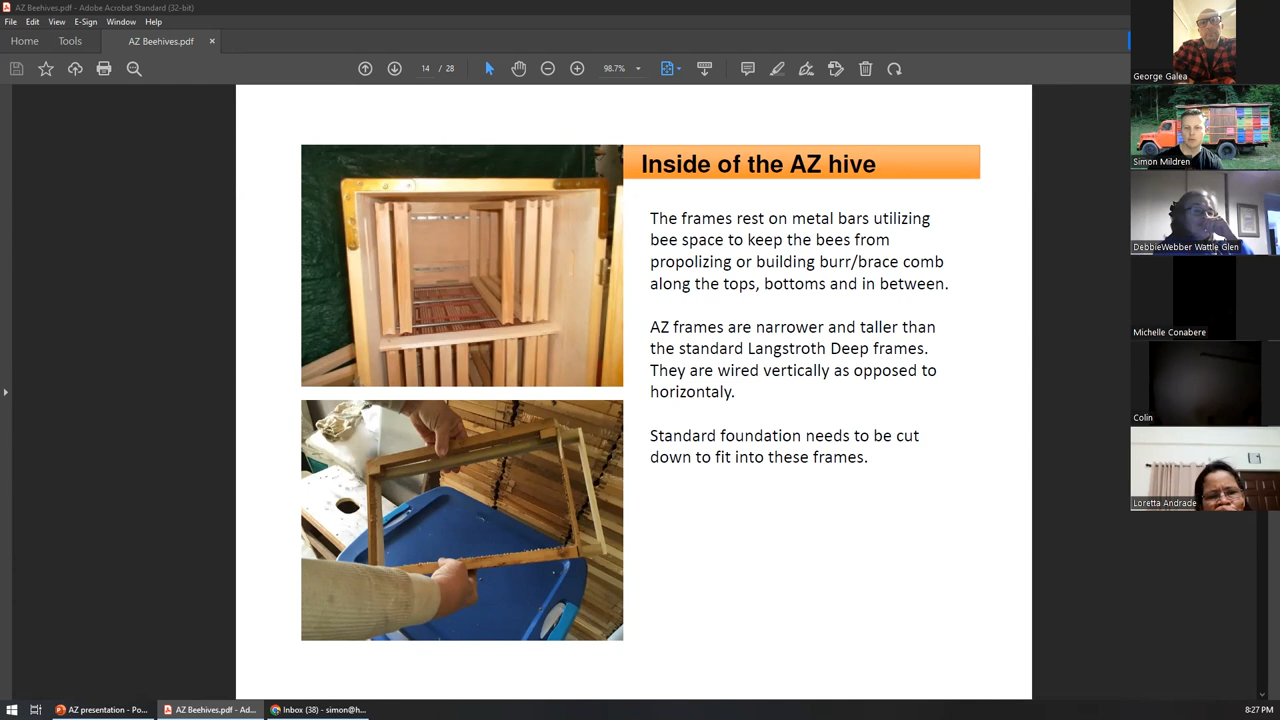 AZ Beehives.pdf - Adobe Acrobat Standard (32-bit)
File Edit View E-Sign Window Help
Home Tools AZ Beehives.pdf ×
14 / 28 98.7%
Inside of the AZ hive
The frames rest on metal bars utilizing
bee space to keep the bees from
propolizing or building burr/brace comb
along the tops, bottoms and in between.
AZ frames are narrower and taller than
the standard Langstroth Deep frames.
They are wired vertically as opposed to
horizontaly.
Standard foundation needs to be cut
down to fit into these frames.
George Galea
Simon Mildren
DebbieWebber Wattle Glen
Michelle Conabere
Colin
Loretta Andrade
AZ presentation - Po... AZ Beehives.pdf - Ad... Inbox (38) - simon@h... 8:27 PM